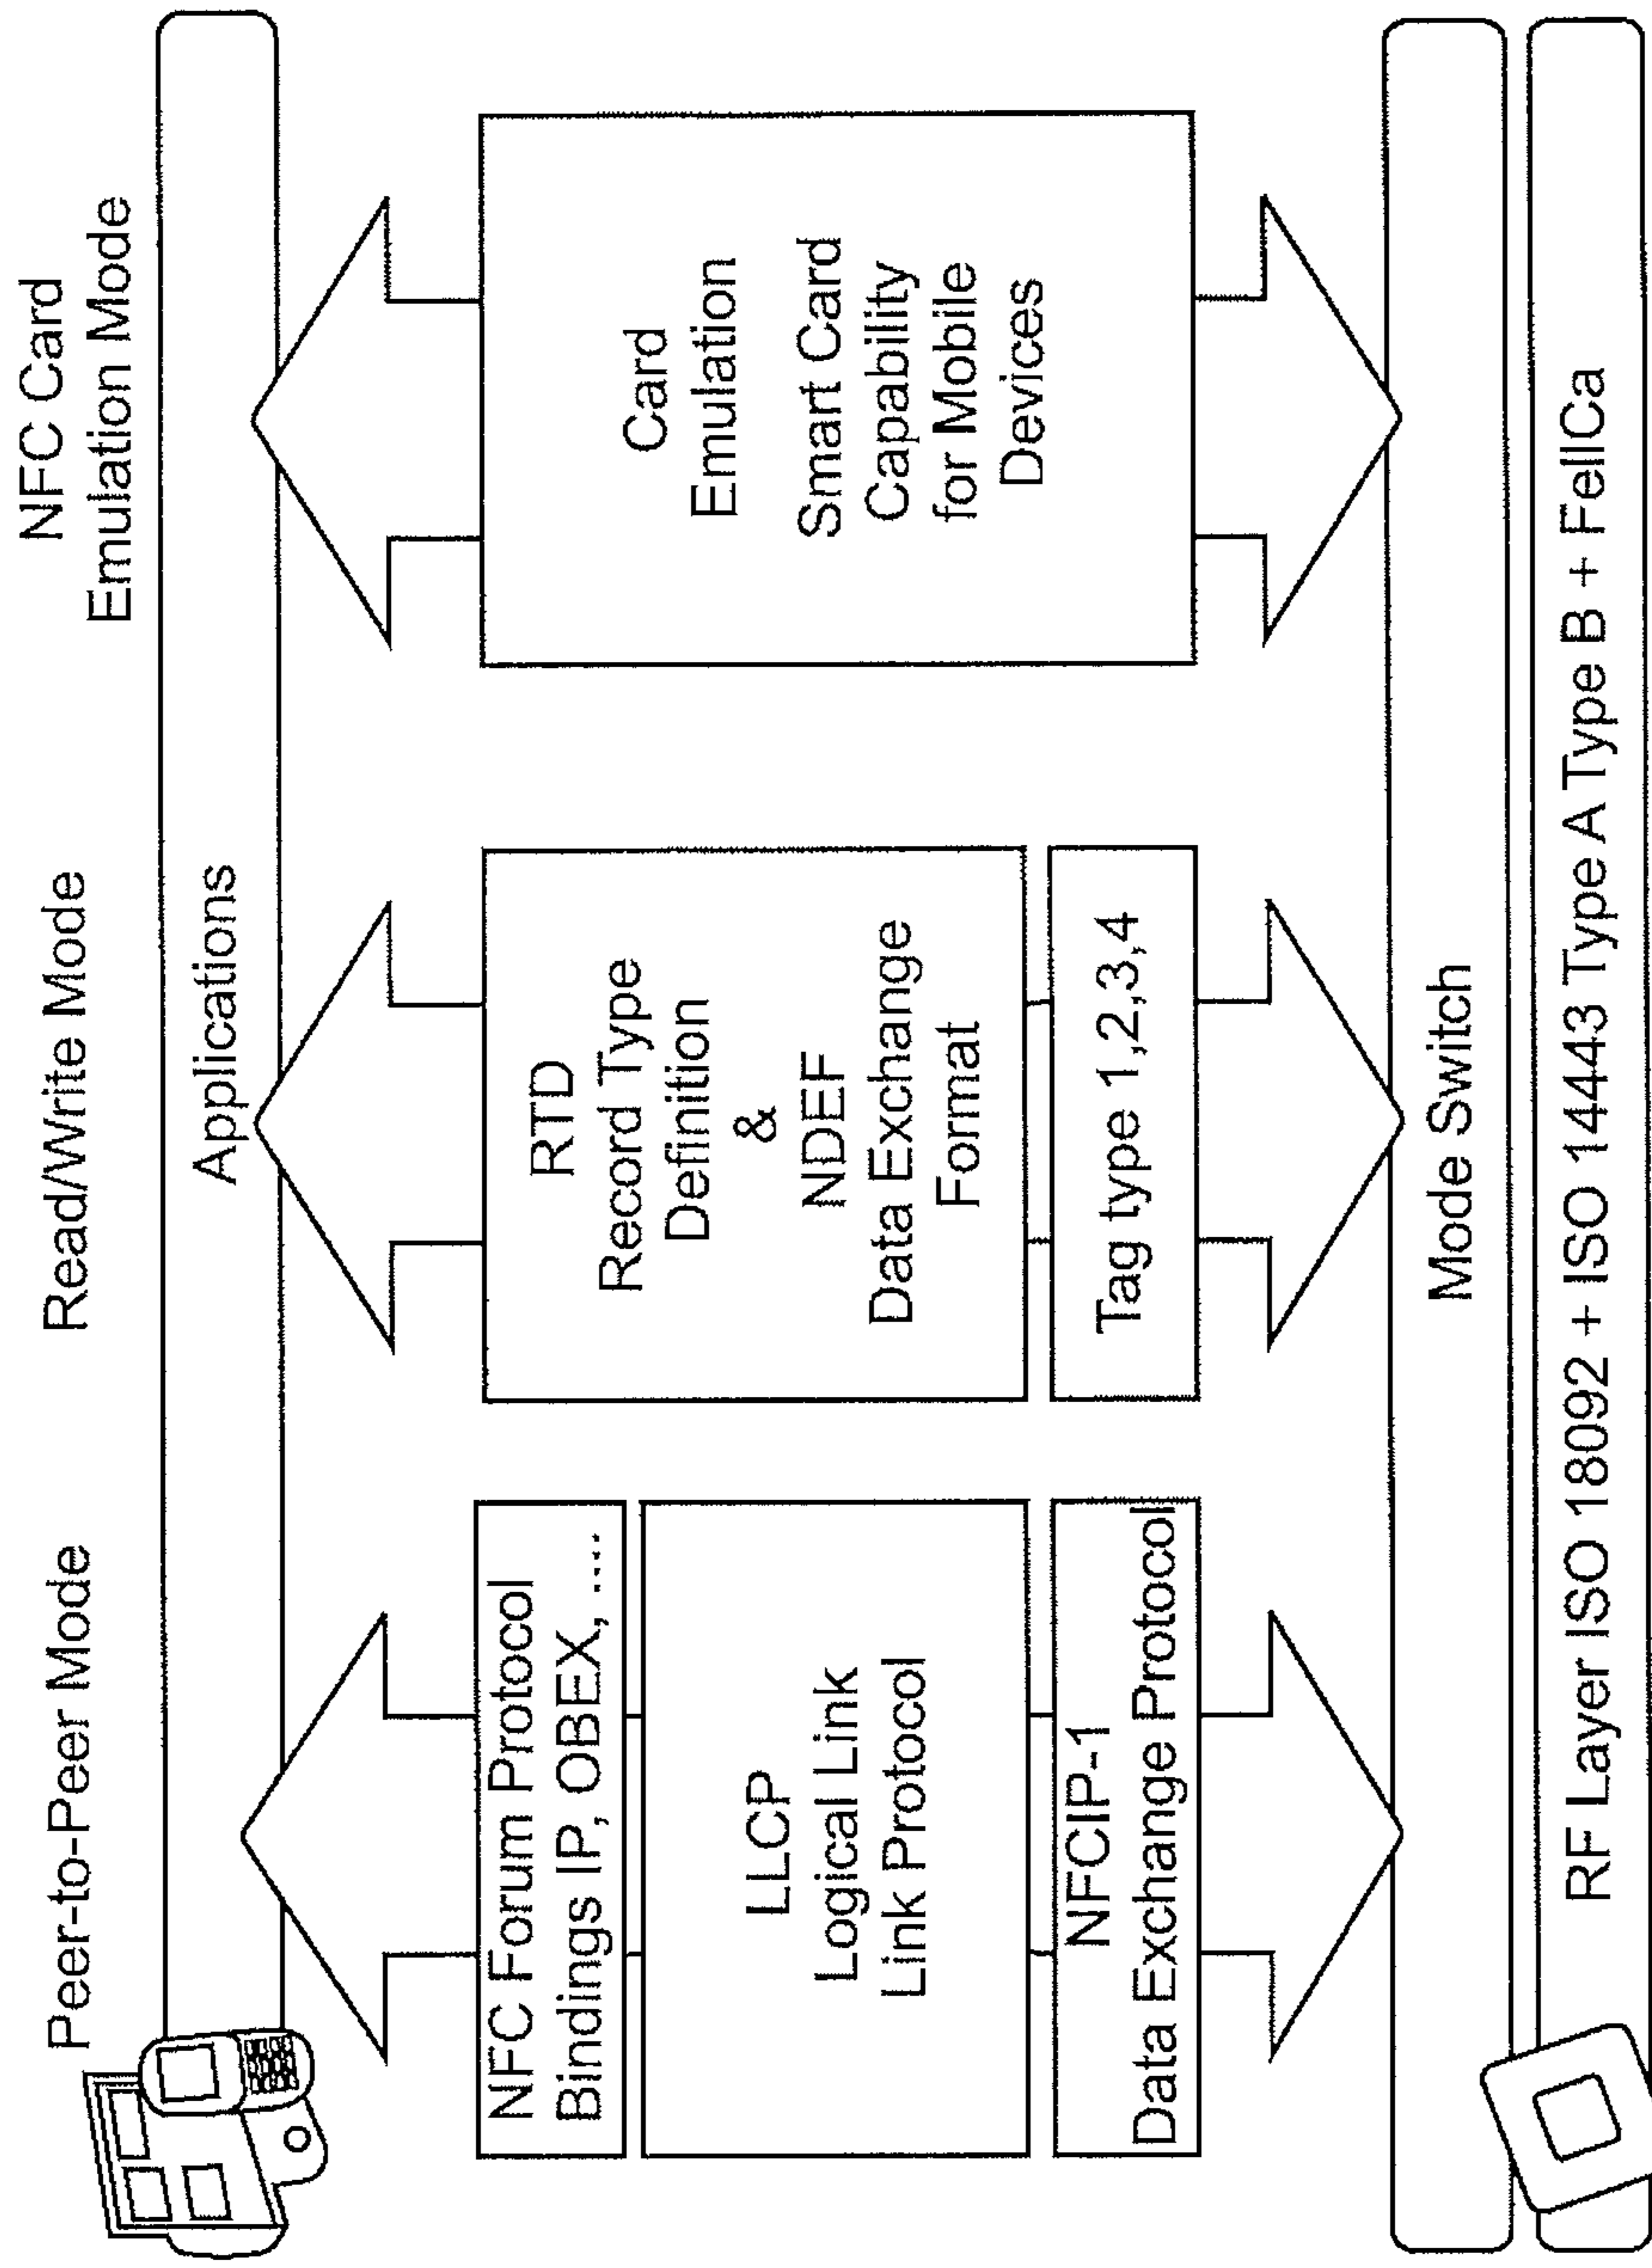 Peer-to-Peer Mode
Read/Write Mode
NFC Card
Emulation Mode
Applications
NFC Forum Protocol
Bindings IP, OBEX, ....
LLCP
Logical Link
Link Protocol
NFCIP-1
Data Exchange Protocol
RTD
Record Type
Definition
&
NDEF
Data Exchange
Format
Tag type 1,2,3,4
Card
Emulation
Smart Card
Capability
for Mobile
Devices
Mode Switch
RF Layer ISO 18092 + ISO 14443 Type A Type B + FellCa